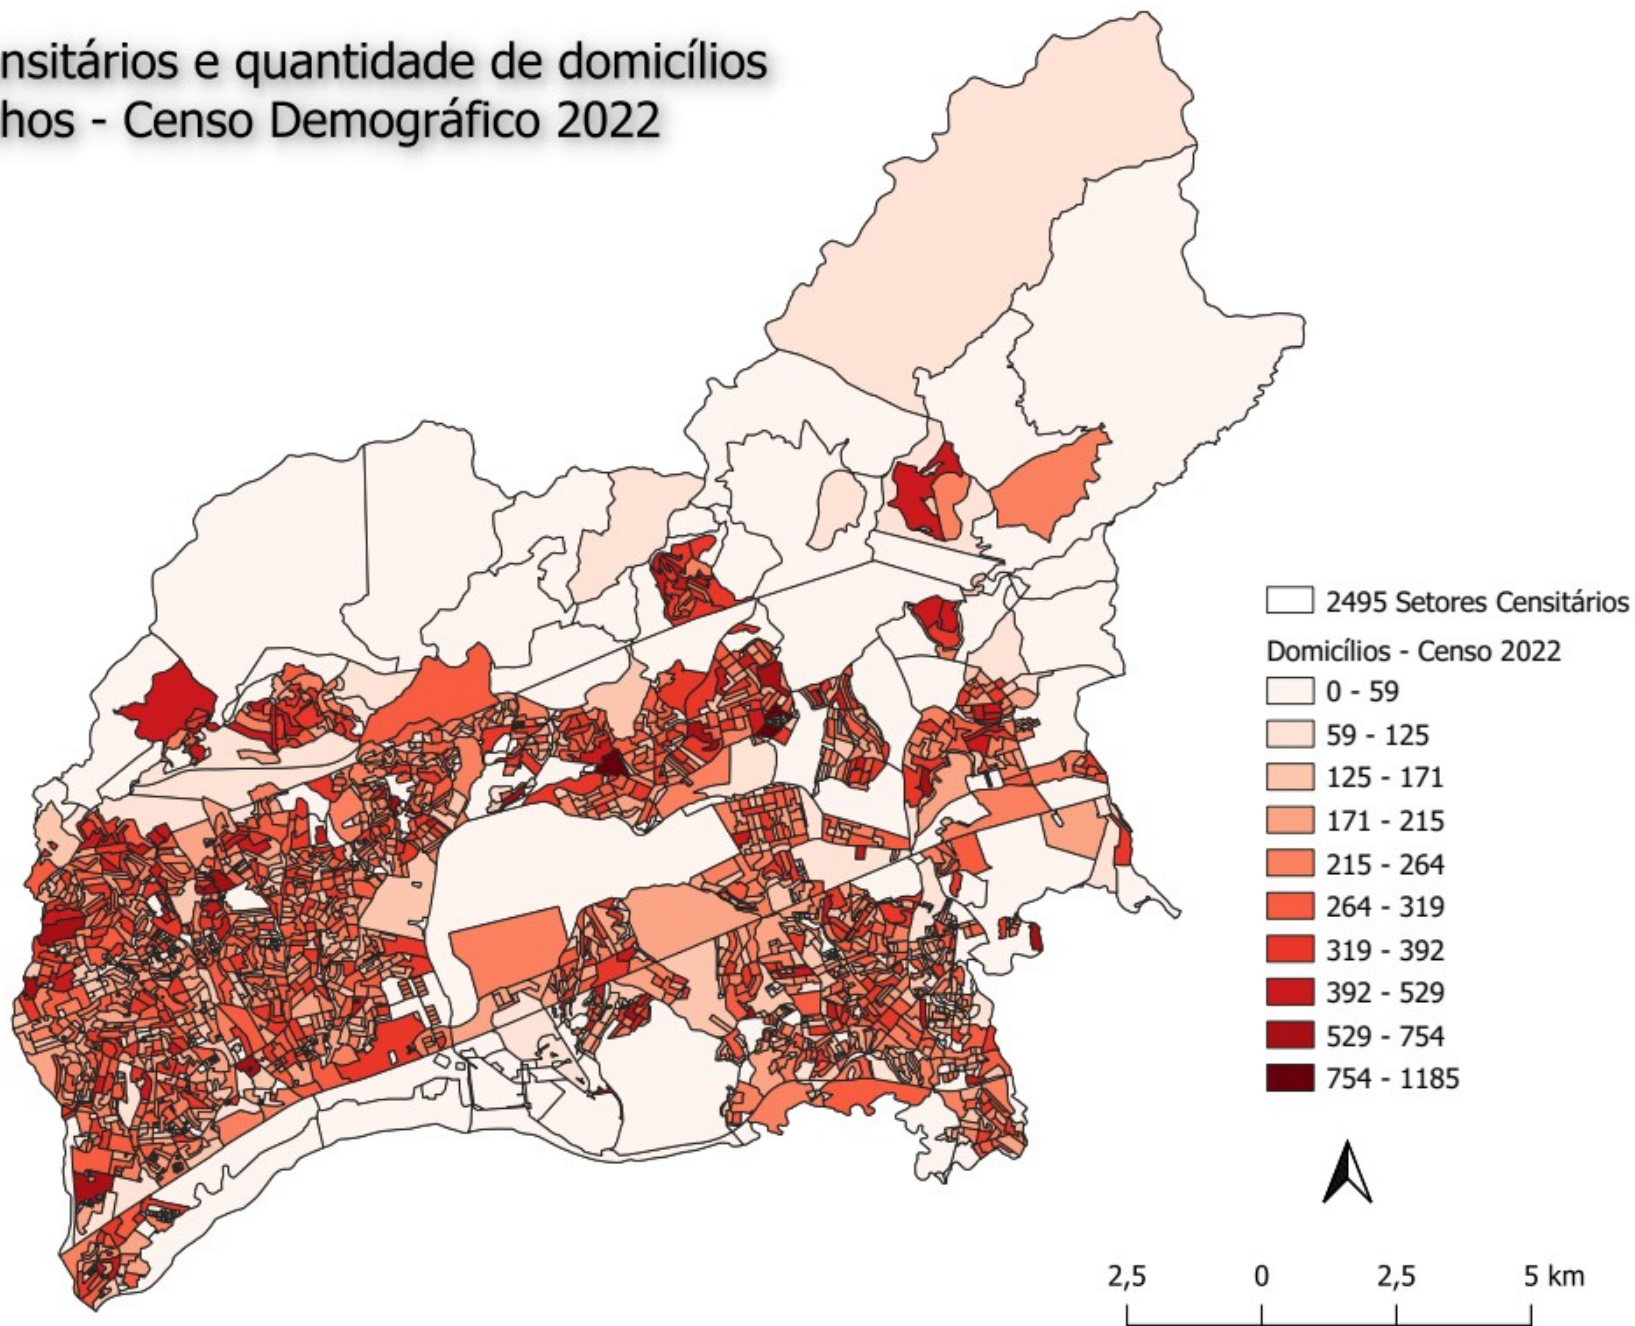 nsitários e quantidade de domicílios
hos - Censo Demográfico 2022
2495 Setores Censitários
Domicílios - Censo 2022
0 - 59
59 - 125
125 - 171
171 - 215
215 - 264
264 - 319
319 - 392
392 - 529
529 - 754
754 - 1185
2,5 0 2,5 5 km